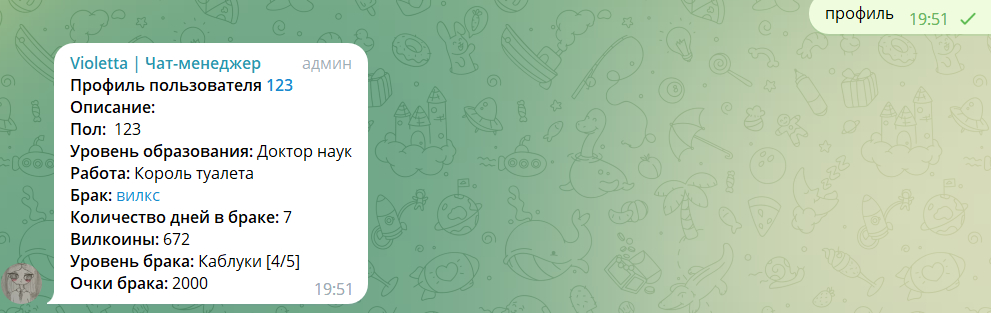 профиль 19:51
Violetta | Чат-менеджер админ
Профиль пользователя 123
Описание:
Пол: 123
Уровень образования: Доктор наук
Работа: Король туалета
Брак: вилкс
Количество дней в браке: 7
Вилкоины: 672
Уровень брака: Каблуки [4/5]
Очки брака: 2000
19:51